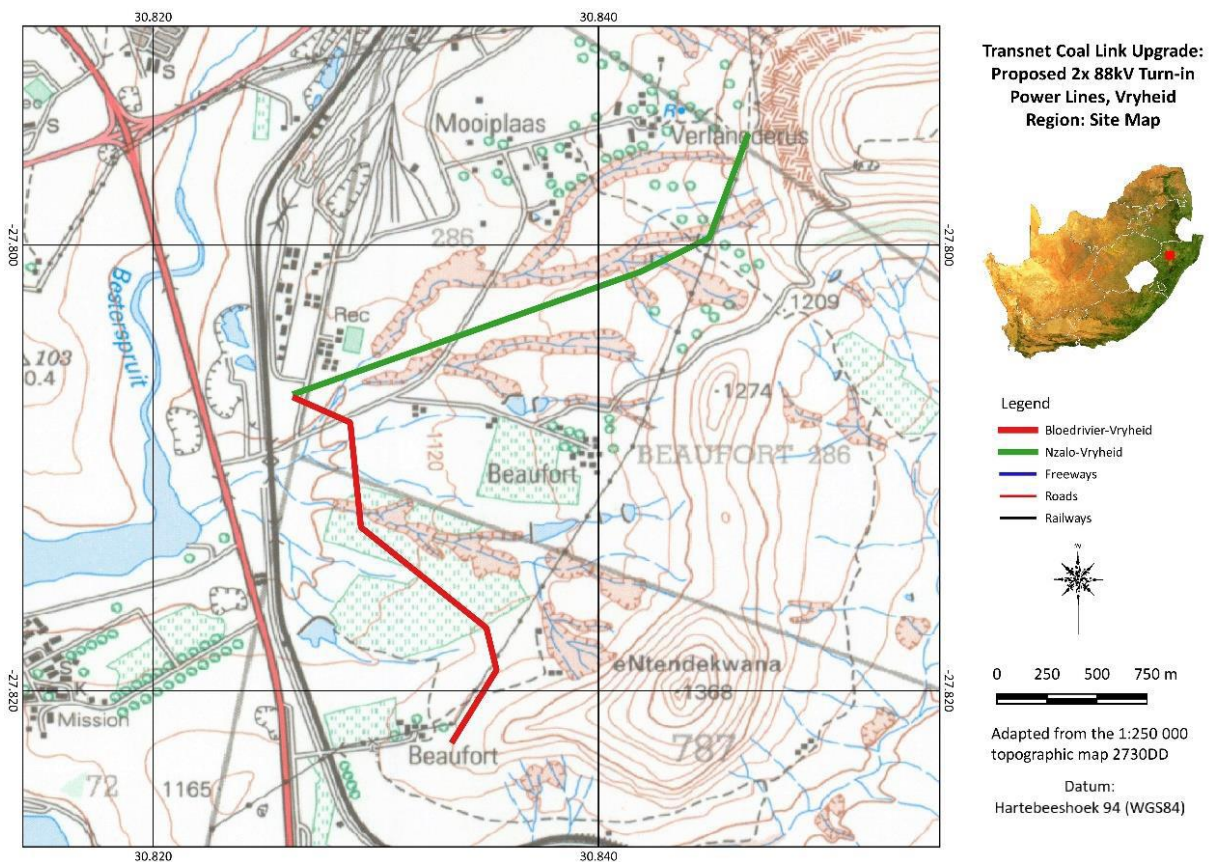 30.820
30.840
S
S
Mooiplaas
R
Verlangderus
-27.800
-27.800
286
Besterspruit
Rec
1209
103
0.4
1274
1120
Beaufort
BEAUFORT 286
eNtendekwana
1368
-27.820
-27.820
S
K
Mission
Beaufort
787
72
1165
30.820
30.840
Transnet Coal Link Upgrade:
Proposed 2x 88kV Turn-in
Power Lines, Vryheid
Region: Site Map
Legend
Bloedrivier-Vryheid
Nzalo-Vryheid
Freeways
Roads
Railways
N
0 250 500 750 m
Adapted from the 1:250 000
topographic map 2730DD
Datum:
Hartebeeshoek 94 (WGS84)